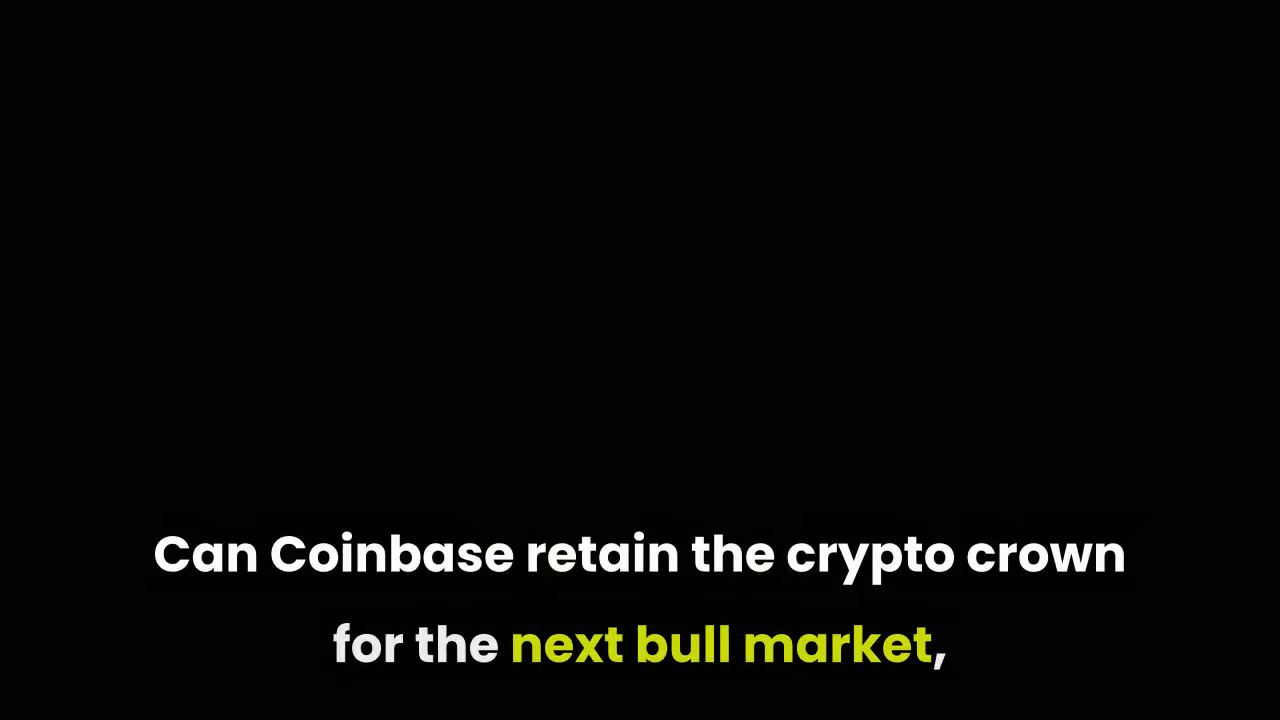 Can Coinbase retain the crypto crown
for the next bull market,